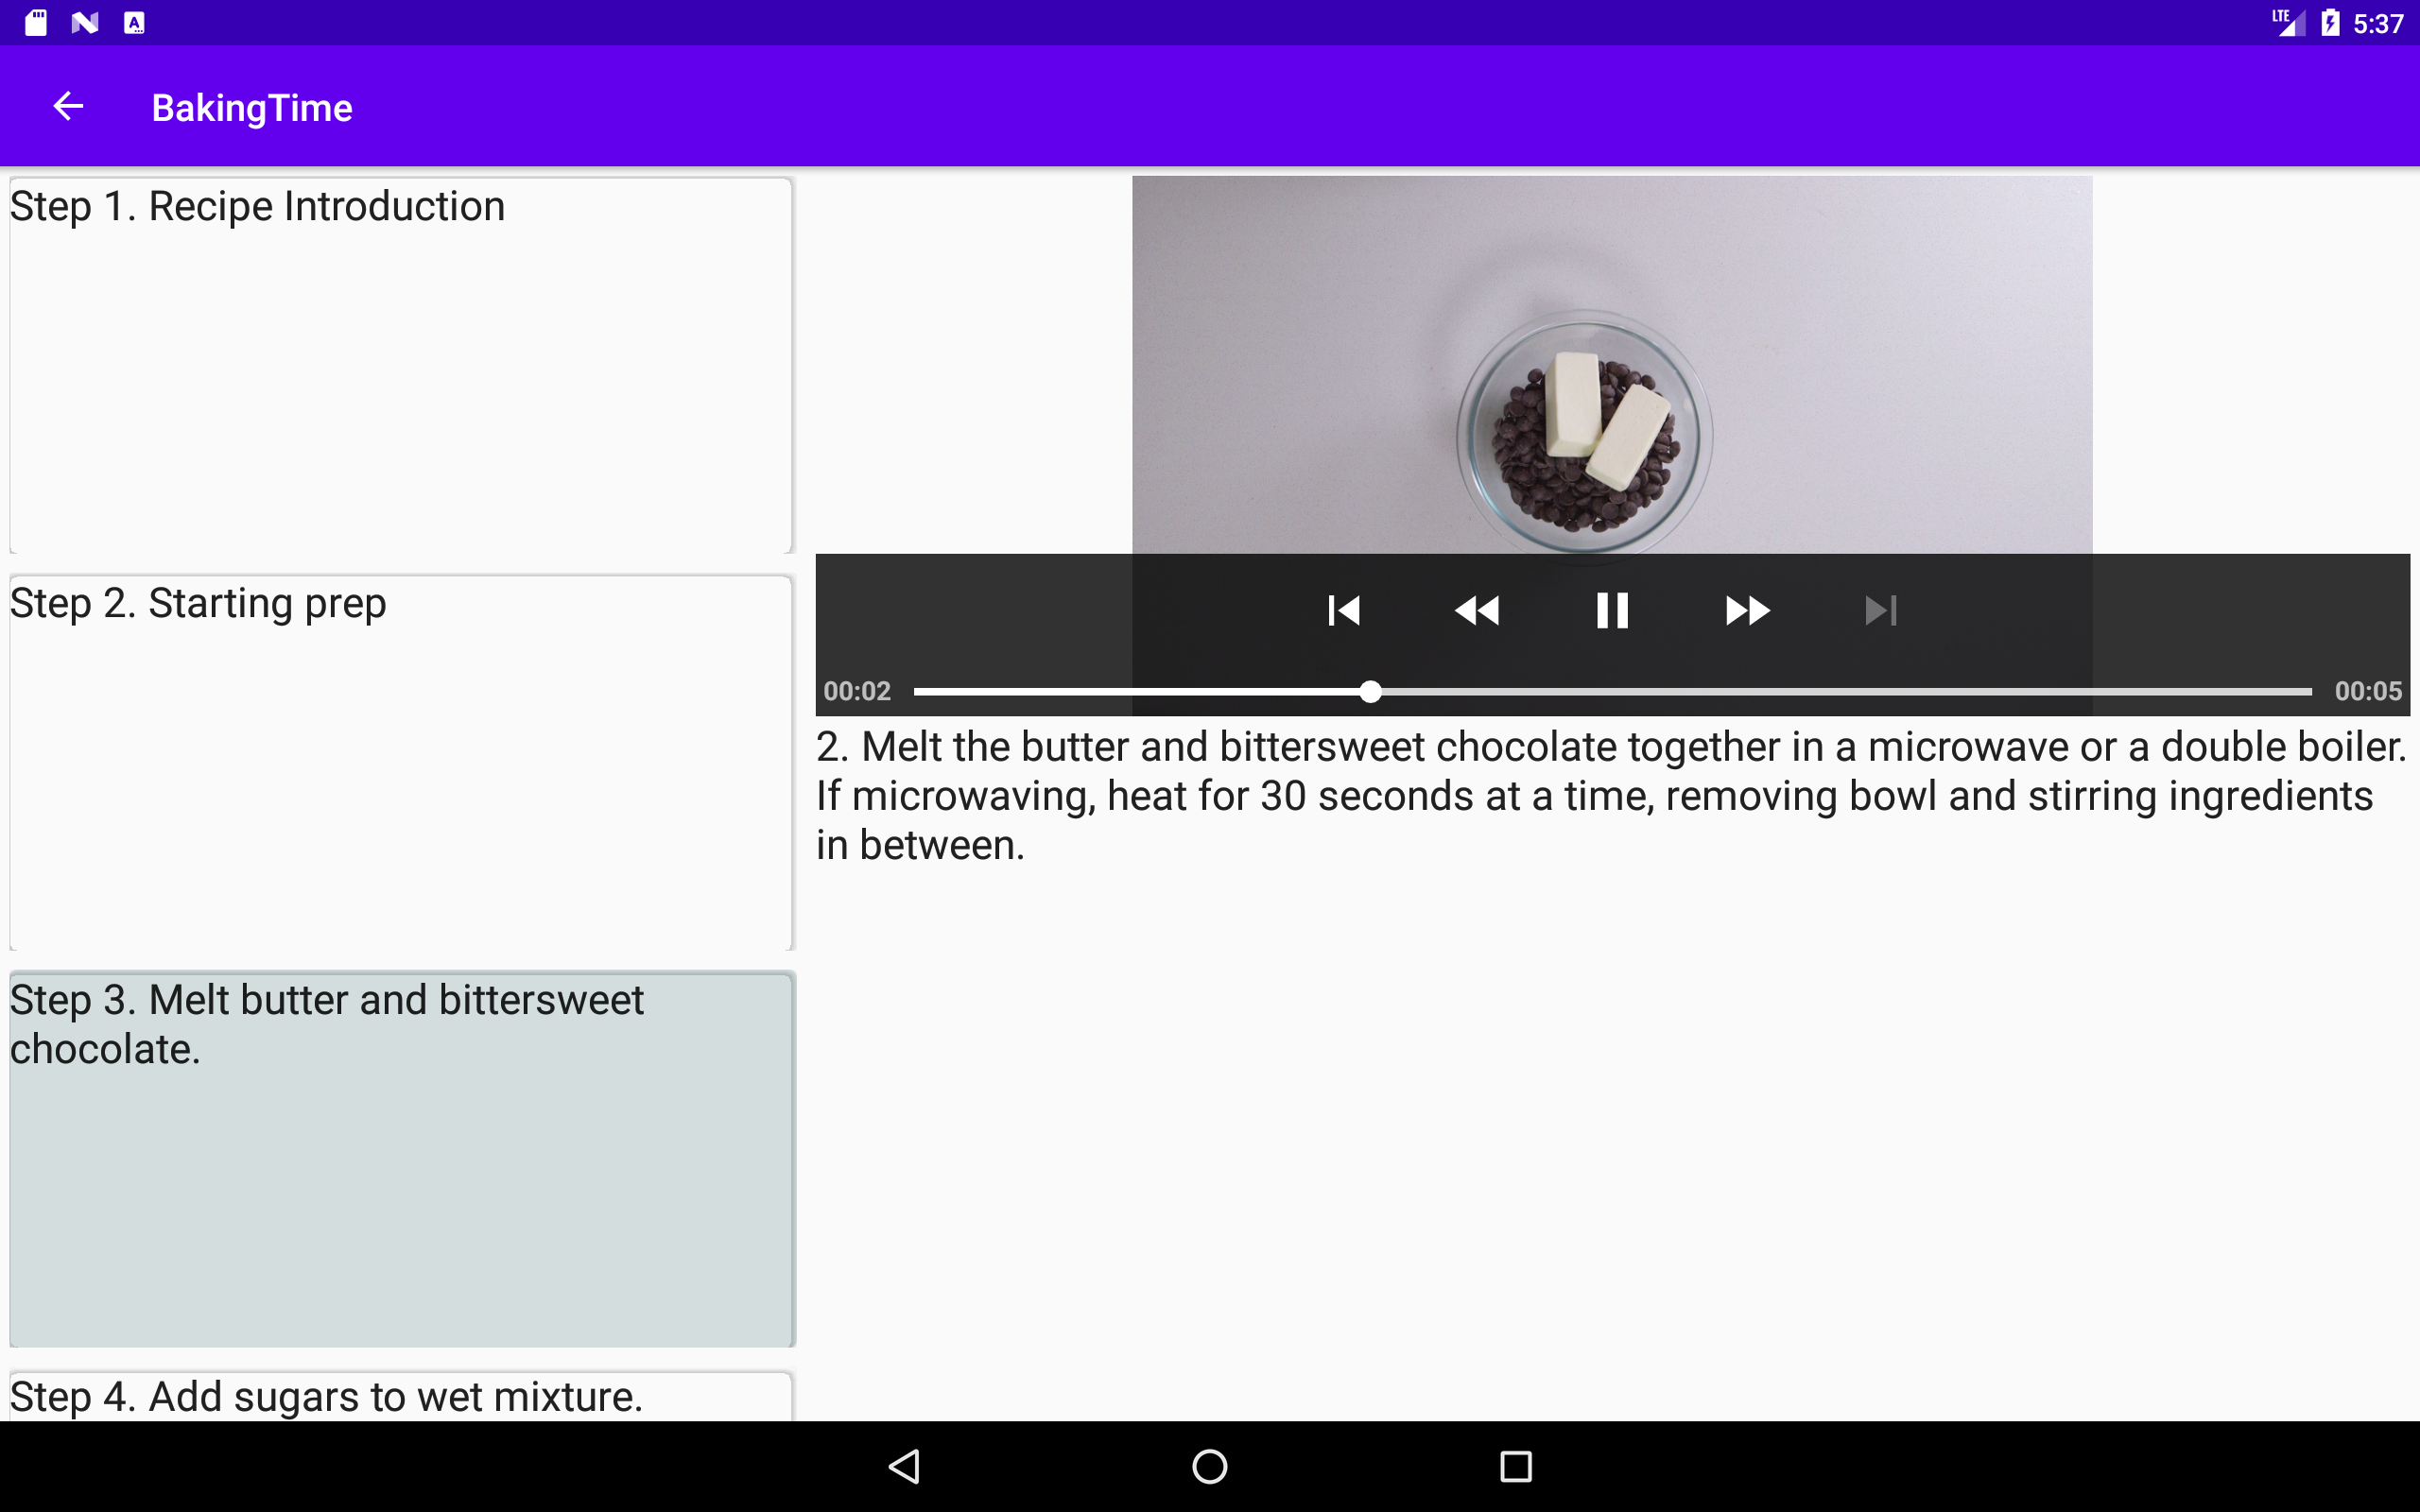 LTE 5:37
BakingTime
Step 1. Recipe Introduction
Step 2. Starting prep
Step 3. Melt butter and bittersweet
chocolate.
Step 4. Add sugars to wet mixture.
00:02 00:05
2. Melt the butter and bittersweet chocolate together in a microwave or a double boiler.
If microwaving, heat for 30 seconds at a time, removing bowl and stirring ingredients
in between.